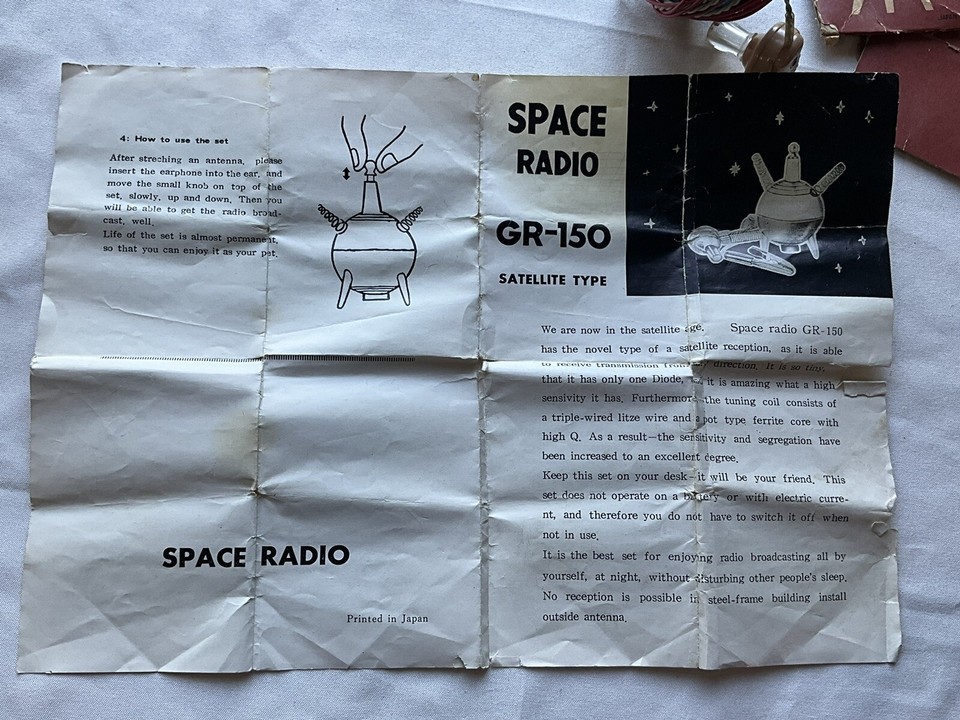 4: How to use the set
After streching an antenna, please
insert the earphone into the ear, and
move the small knob on top of the
set, slowly, up and down. Then you
will be able to get the radio broad-
cast, well.
Life of the set is almost permanent,
so that you can enjoy it as your pet.
SPACE RADIO
Printed in Japan
SPACE
RADIO
GR-150
SATELLITE TYPE
We are now in the satellite age. Space radio GR-150
has the novel type of a satellite reception, as it is able
to receive transmission from any direction. It is so tiny,
that it has only one Diode, it is amazing what a high
sensivity it has. Furthermore the tuning coil consists of
a triple-wired litze wire and a pot type ferrite core with
high Q. As a result—the sensitivity and segregation have
been increased to an excellent degree.
Keep this set on your desk—it will be your friend. This
set does not operate on a battery or with electric curre-
nt, and therefore you do not have to switch it off when
not in use.
It is the best set for enjoying radio broadcasting all by
yourself, at night, without disturbing other people's sleep.
No reception is possible in steel-frame building install
outside antenna.